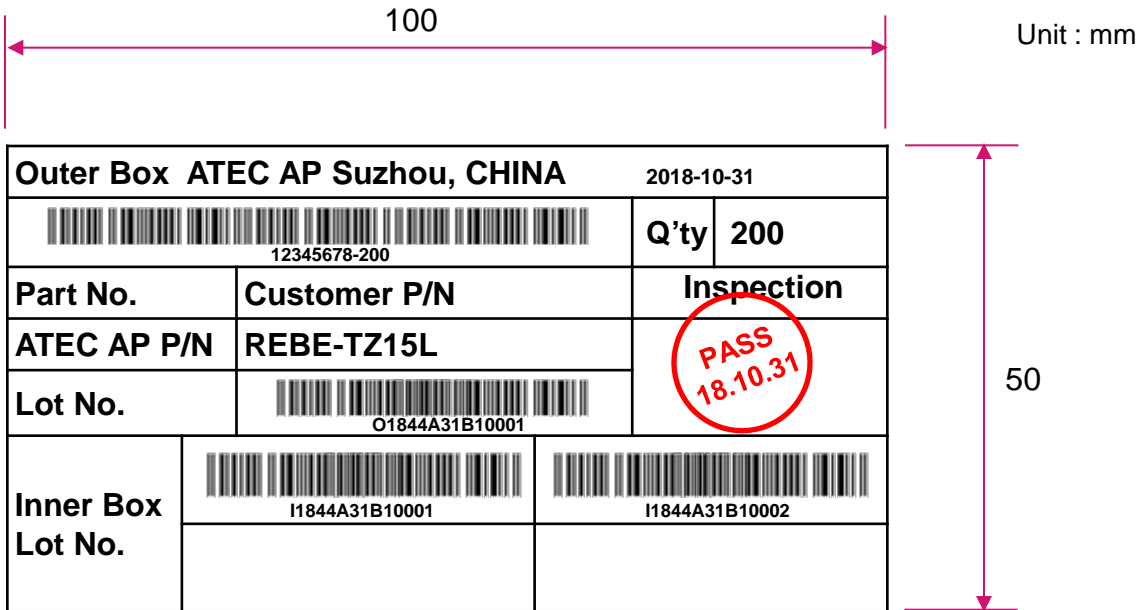 100
Unit : mm
Outer Box ATEC AP Suzhou, CHINA 2018-10-31
12345678-200
Q’ty 200
Part No. Customer P/N Inspection
ATEC AP P/N REBE-TZ15L
PASS
18.10.31
Lot No.
O1844A31B10001
50
Inner Box
Lot No.
I1844A31B10001 I1844A31B10002